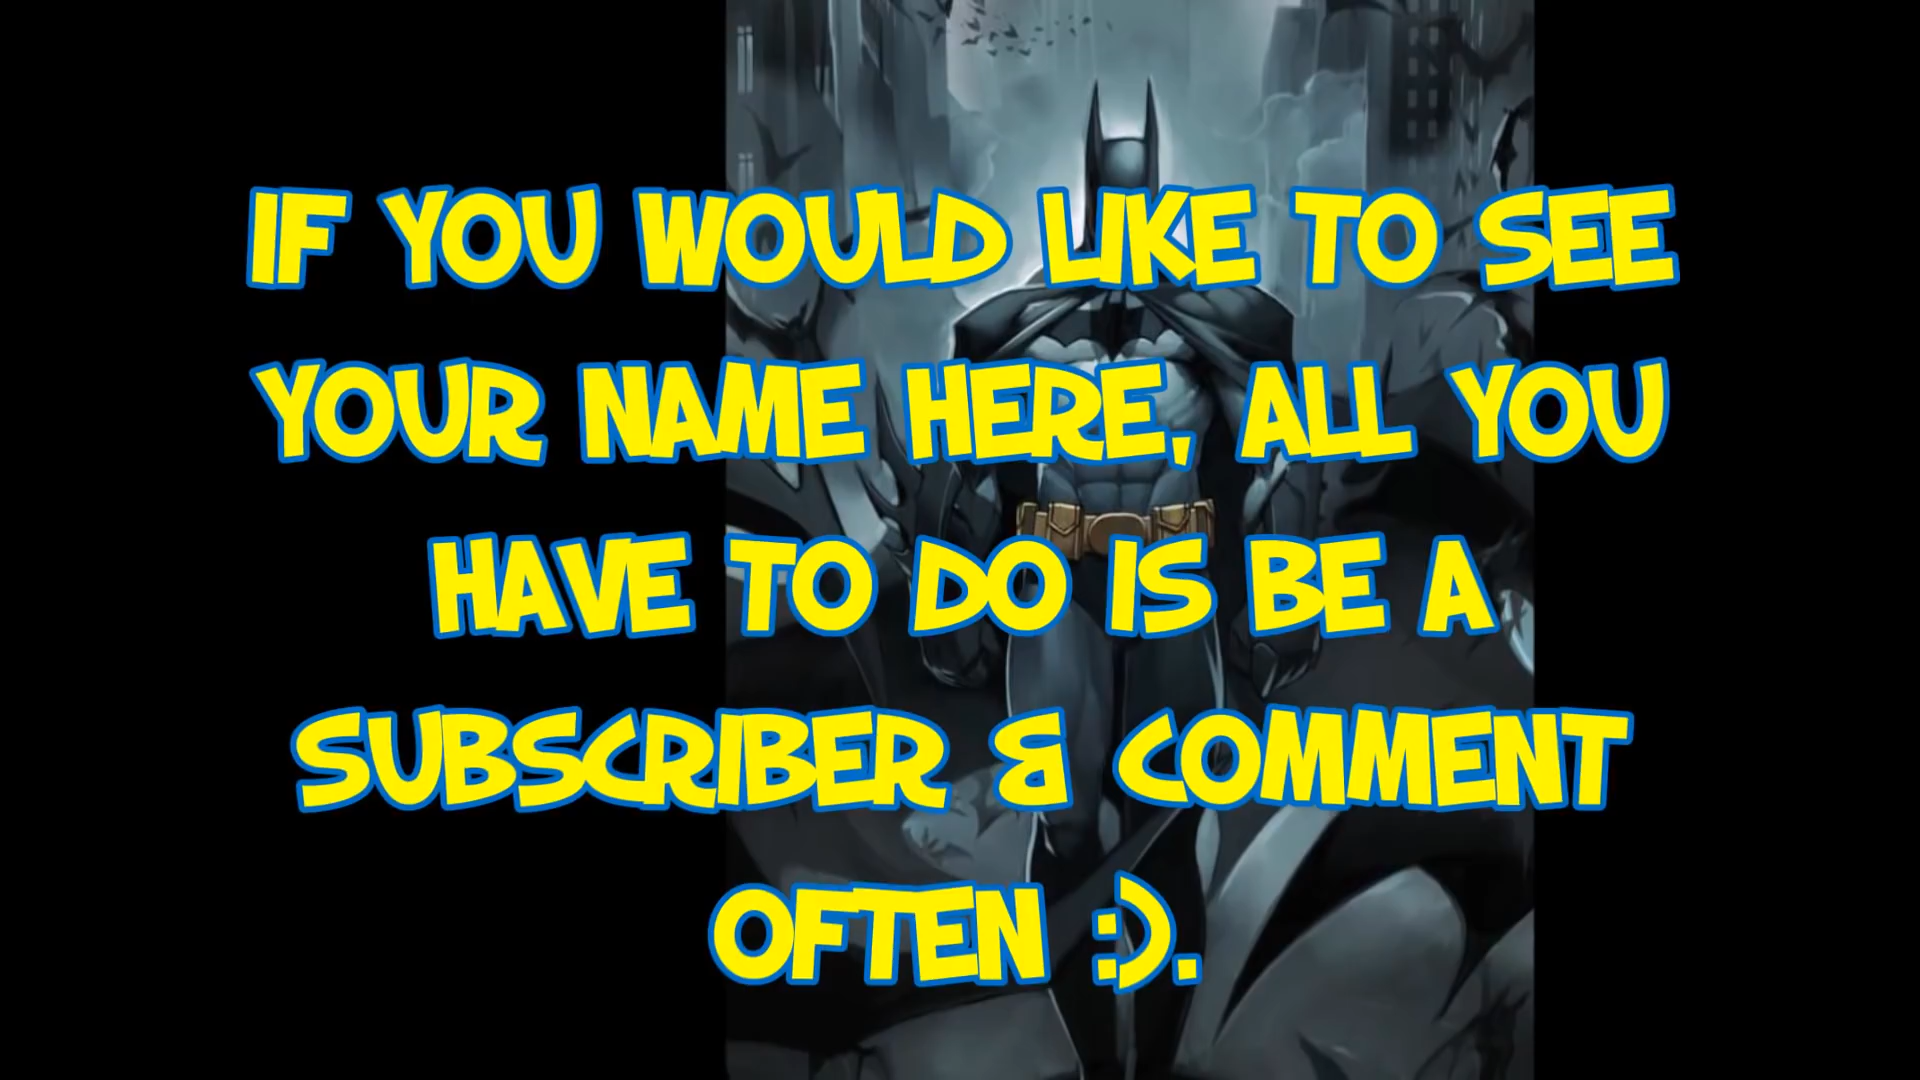 IF YOU WOULD LIKE TO SEE
YOUR NAME HERE, ALL YOU
HAVE TO DO IS BE A
SUBSCRIBER & COMMENT
OFTEN :).